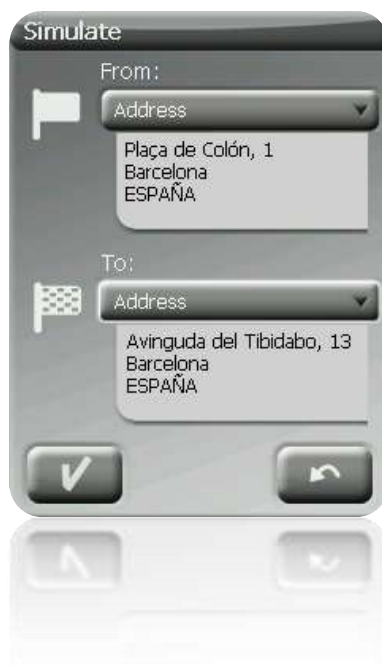 Simulate
From:
Address
Plaça de Colón, 1
Barcelona
ESPAÑA
To:
Address
Avinguda del Tibidabo, 13
Barcelona
ESPAÑA